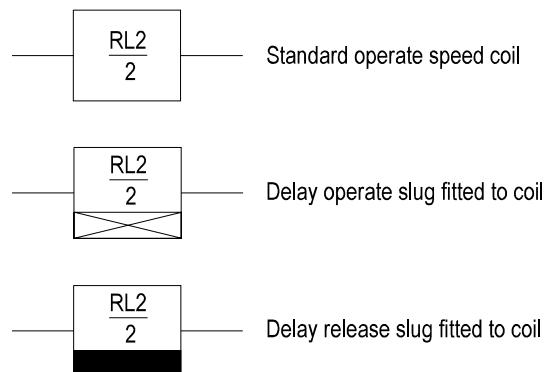 RL2
2
Standard operate speed coil
RL2
2
Delay operate slug fitted to coil
RL2
2
Delay release slug fitted to coil